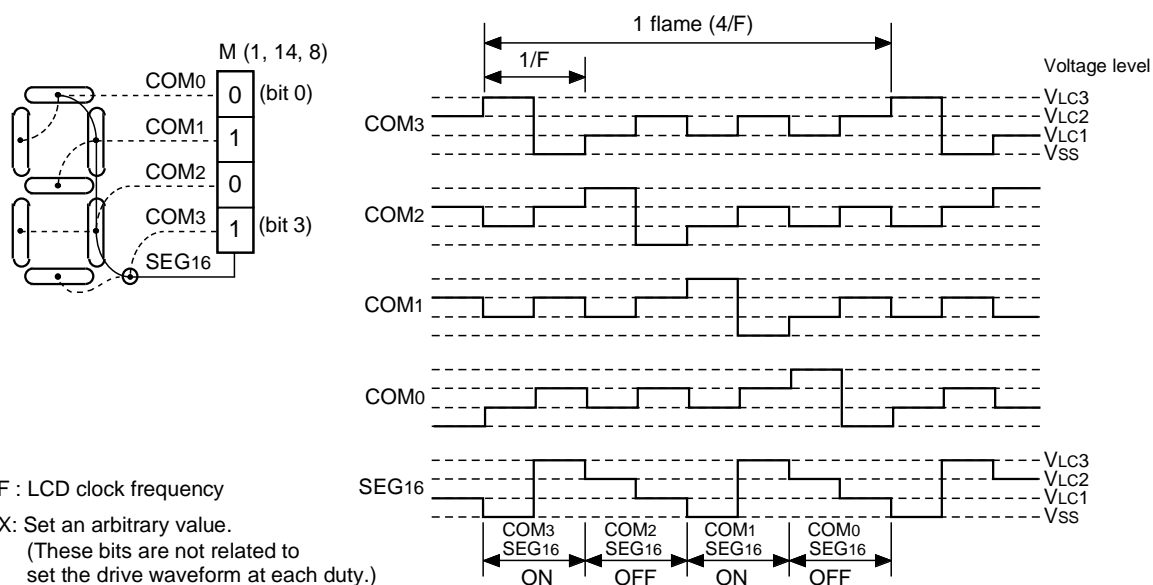 1 flame (4/F)
M (1, 14, 8)
1/F
Voltage level
COM0
0 (bit 0)
COM1
1
COM2
0
COM3
1 (bit 3)
SEG16
COM3
VLC3
VLC2
VLC1
VSS
COM2
COM1
COM0
SEG16
VLC3
VLC2
VLC1
VSS
COM3 COM2 COM1 COM0
SEG16 SEG16 SEG16 SEG16
ON OFF ON OFF
F : LCD clock frequency
X: Set an arbitrary value.
(These bits are not related to
set the drive waveform at each duty.)